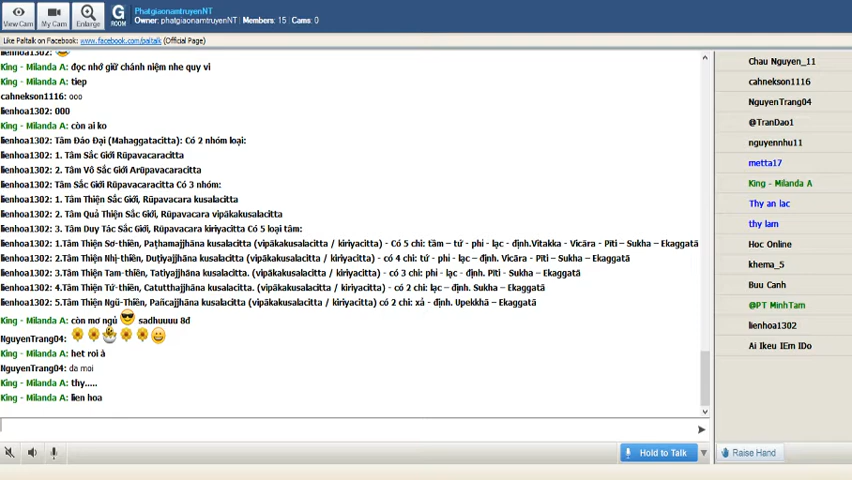 View Cam
My Cam
Enlarge
G
ROOM
PhatgiaonamtruyenNT
Owner: phatgiaonamtruyenNT | Members: 15 | Cams: 0
Like Paltalk on Facebook: www.facebook.com/paltalk (Official Page)
lienhoa1302:
King - Milanda A: đọc nhớ giữ chánh niệm nhe quy vi
King - Milanda A: tiep
cahnekson1116: ooo
lienhoa1302: 000
King - Milanda A: còn ai ko
lienhoa1302: Tâm Đáo Đại (Mahaggatacitta): Có 2 nhóm loại:
lienhoa1302: 1. Tâm Sắc Giới Rūpavacaracitta
lienhoa1302: 2. Tâm Vô Sắc Giới Arūpavacaracitta
lienhoa1302: Tâm Sắc Giới Rūpavacaracitta Có 3 nhóm:
lienhoa1302: 1. Tâm Thiện Sắc Giới, Rūpavacara kusalacitta
lienhoa1302: 2. Tâm Quả Thiện Sắc Giới, Rūpavacara vipākakusalacitta
lienhoa1302: 3. Tâm Duy Tác Sắc Giới, Rūpavacara kiriyacitta Có 5 loại tâm:
lienhoa1302: 1.Tâm Thiện Sơ-thiền, Paṭhamajjhāna kusalacitta (vipākakusalacitta / kiriyacitta) - Có 5 chi: tầm – tứ - phỉ - lạc - định.Vitakka - Vicāra - Pīti – Sukha – Ekaggatā
lienhoa1302: 2.Tâm Thiện Nhị-thiền, Dutiyajjhāna kusalacitta (vipākakusalacitta / kiriyacitta) - có 4 chi: tứ - phỉ - lạc – định. Vicāra - Pīti – Sukha – Ekaggatā
lienhoa1302: 3.Tâm Thiện Tam-thiền, Tatiyajjhāna kusalacitta. (vipākakusalacitta / kiriyacitta) - có 3 chi: phỉ - lạc - định. Pīti - Sukha - Ekaggatā
lienhoa1302: 4.Tâm Thiện Tứ-thiền, Catutthajjhāna kusalacitta. (vipākakusalacitta / kiriyacitta) có 2 chi: lạc – định. Sukha – Ekaggatā
lienhoa1302: 5.Tâm Thiện Ngũ-Thiền, Pañcajjhāna kusalacitta (vipākakusalacitta / kiriyacitta) có 2 chi: xả - định. Upekkhā – Ekaggatā
King - Milanda A: còn mơ ngủ sadhuuuu 8đ
NguyenTrang04:
King - Milanda A: het roi à
NguyenTrang04: da moi
King - Milanda A: thy.....
King - Milanda A: lien hoa
Hold to Talk
Chau Nguyen_11
cahnekson1116
NguyenTrang04
@TranDao1
nguyennhu11
metta17
King - Milanda A
Thy an lac
thy lam
Hoc Online
khema_5
Buu Canh
@PT MinhTam
lienhoa1302
Ai Ikeu IEm IDo
Raise Hand